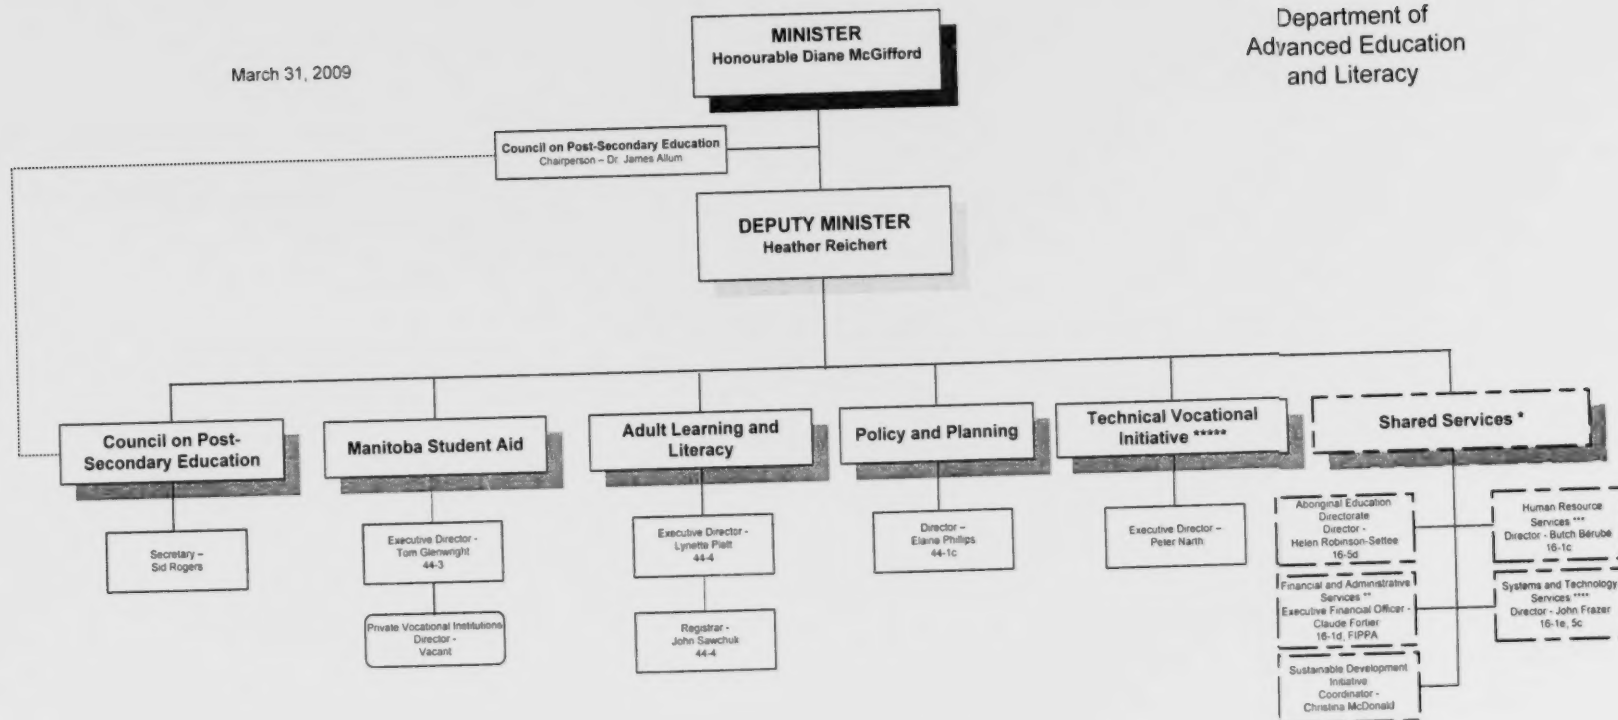 March 31, 2009
MINISTER
Honourable Diane McGifford
Department of
Advanced Education
and Literacy
Council on Post-Secondary Education
Chairperson – Dr. James Allum
DEPUTY MINISTER
Heather Reichert
Council on Post-
Secondary Education
Secretary –
Sid Rogers
Manitoba Student Aid
Executive Director -
Tom Glenwright
44-3
Private Vocational Institutions
Director -
Vacant
Adult Learning and
Literacy
Executive Director -
Lynette Plett
44-4
Registrar -
John Sawchuk
44-4
Policy and Planning
Director –
Elaine Phillips
44-1c
Technical Vocational
Initiative *****
Executive Director –
Peter Narth
Shared Services *
Aboriginal Education
Directorate
Director -
Helen Robinson-Settee
16-5d
Human Resource
Services ***
Director - Butch Bérubé
16-1c
Financial and Administrative
Services **
Executive Financial Officer -
Claude Fortier
16-1d, FIPPA
Systems and Technology
Services ****
Director - John Frazer
16-1e, 5c
Sustainable Development
Initiative
Coordinator -
Christina McDonald